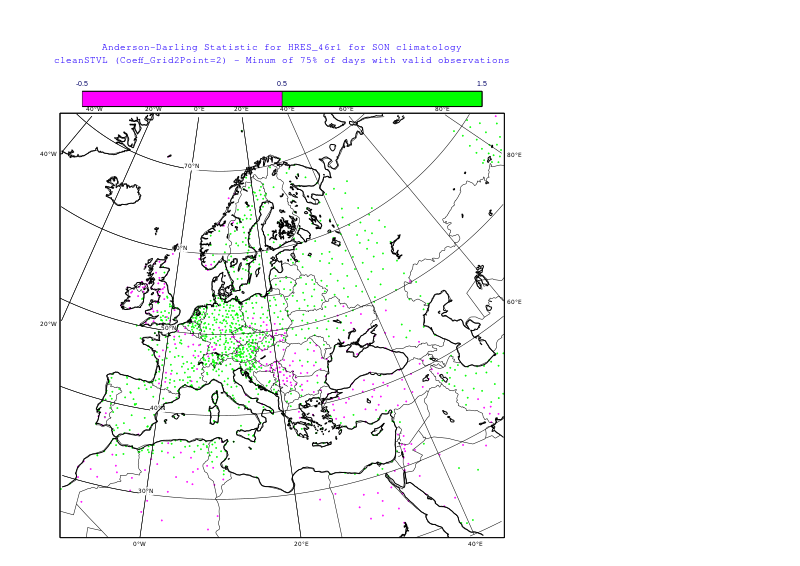 Anderson-Darling Statistic for HRES_46r1 for SON climatology
cleanSTVL (Coeff_Grid2Point=2) - Minum of 75% of days with valid observations
-0.5 0.5 1.5
40°W 20°W 0°E 20°E 40°E 60°E 80°E
40°W 80°E
70°N
60°N
60°E
20°W 50°N
40°N
30°N
0°W 20°E 40°E